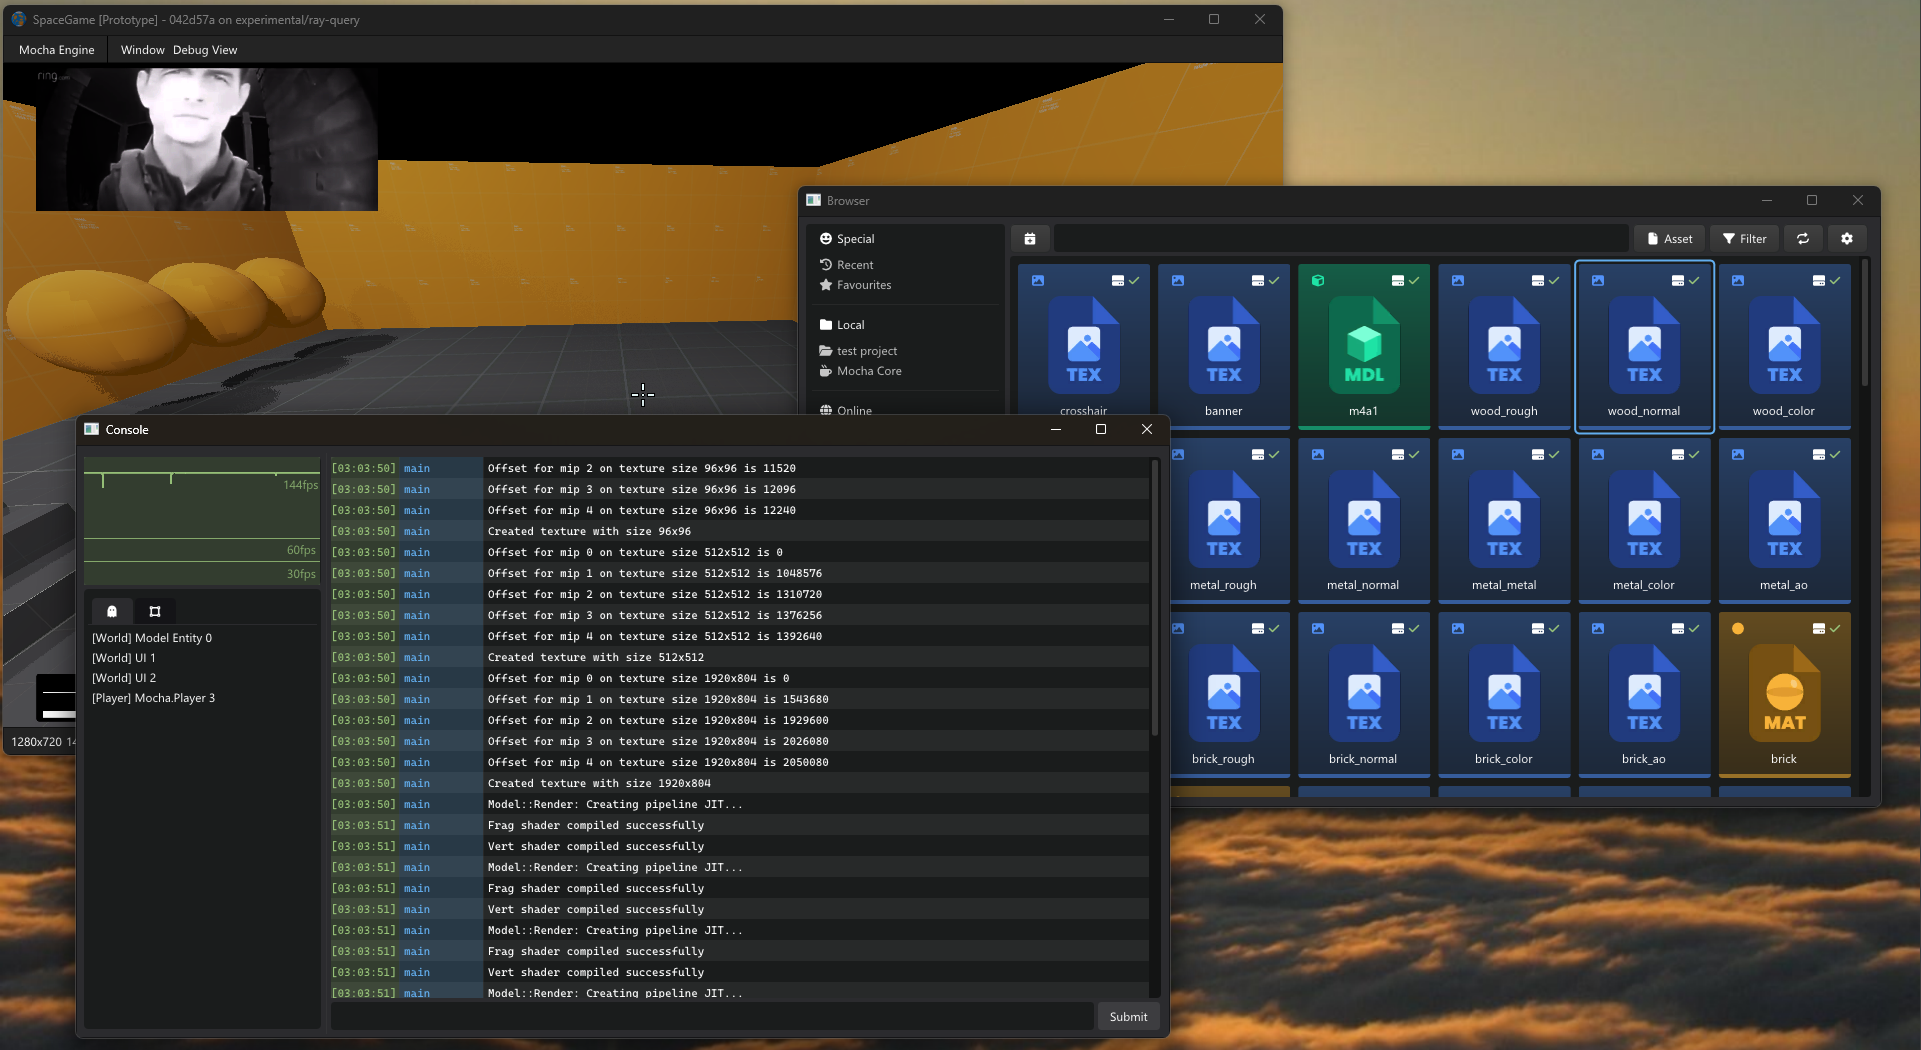 SpaceGame [Prototype] - 042d57a on experimental/ray-query
Mocha Engine Window Debug View
ring
1280x720 14
Browser
Special
Recent
Favourites
Local
test project
Mocha Core
Online
Asset Filter
TEX TEX MDL TEX TEX TEX
crosshair banner m4a1 wood_rough wood_normal wood_color
TEX TEX TEX TEX TEX
metal_rough metal_normal metal_metal metal_color metal_ao
TEX TEX TEX TEX MAT
brick_rough brick_normal brick_color brick_ao brick
Console
144fps
60fps
30fps
[World] Model Entity 0
[World] UI 1
[World] UI 2
[Player] Mocha.Player 3
[03:03:50] main Offset for mip 2 on texture size 96x96 is 11520
[03:03:50] main Offset for mip 3 on texture size 96x96 is 12096
[03:03:50] main Offset for mip 4 on texture size 96x96 is 12240
[03:03:50] main Created texture with size 96x96
[03:03:50] main Offset for mip 0 on texture size 512x512 is 0
[03:03:50] main Offset for mip 1 on texture size 512x512 is 1048576
[03:03:50] main Offset for mip 2 on texture size 512x512 is 1310720
[03:03:50] main Offset for mip 3 on texture size 512x512 is 1376256
[03:03:50] main Offset for mip 4 on texture size 512x512 is 1392640
[03:03:50] main Created texture with size 512x512
[03:03:50] main Offset for mip 0 on texture size 1920x804 is 0
[03:03:50] main Offset for mip 1 on texture size 1920x804 is 1543680
[03:03:50] main Offset for mip 2 on texture size 1920x804 is 1929600
[03:03:50] main Offset for mip 3 on texture size 1920x804 is 2026080
[03:03:50] main Offset for mip 4 on texture size 1920x804 is 2050080
[03:03:50] main Created texture with size 1920x804
[03:03:50] main Model::Render: Creating pipeline JIT...
[03:03:51] main Frag shader compiled successfully
[03:03:51] main Vert shader compiled successfully
[03:03:51] main Model::Render: Creating pipeline JIT...
[03:03:51] main Frag shader compiled successfully
[03:03:51] main Vert shader compiled successfully
[03:03:51] main Model::Render: Creating pipeline JIT...
[03:03:51] main Frag shader compiled successfully
[03:03:51] main Vert shader compiled successfully
[03:03:51] main Model::Render: Creating pipeline JIT...
Submit